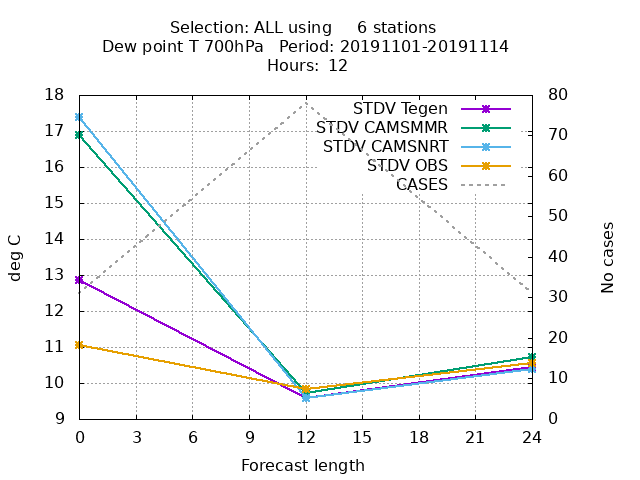 Selection: ALL using     6 stations
Dew point T 700hPa   Period: 20191101-20191114
Hours: 12
18 80
STDV Tegen
17 STDV CAMSMMR 70
STDV CAMSNRT
16 STDV OBS 60
CASES
15 50
14 40
13 30
12 20
11 10
10 0
9
deg C
No cases
0 3 6 9 12 15 18 21 24
Forecast length